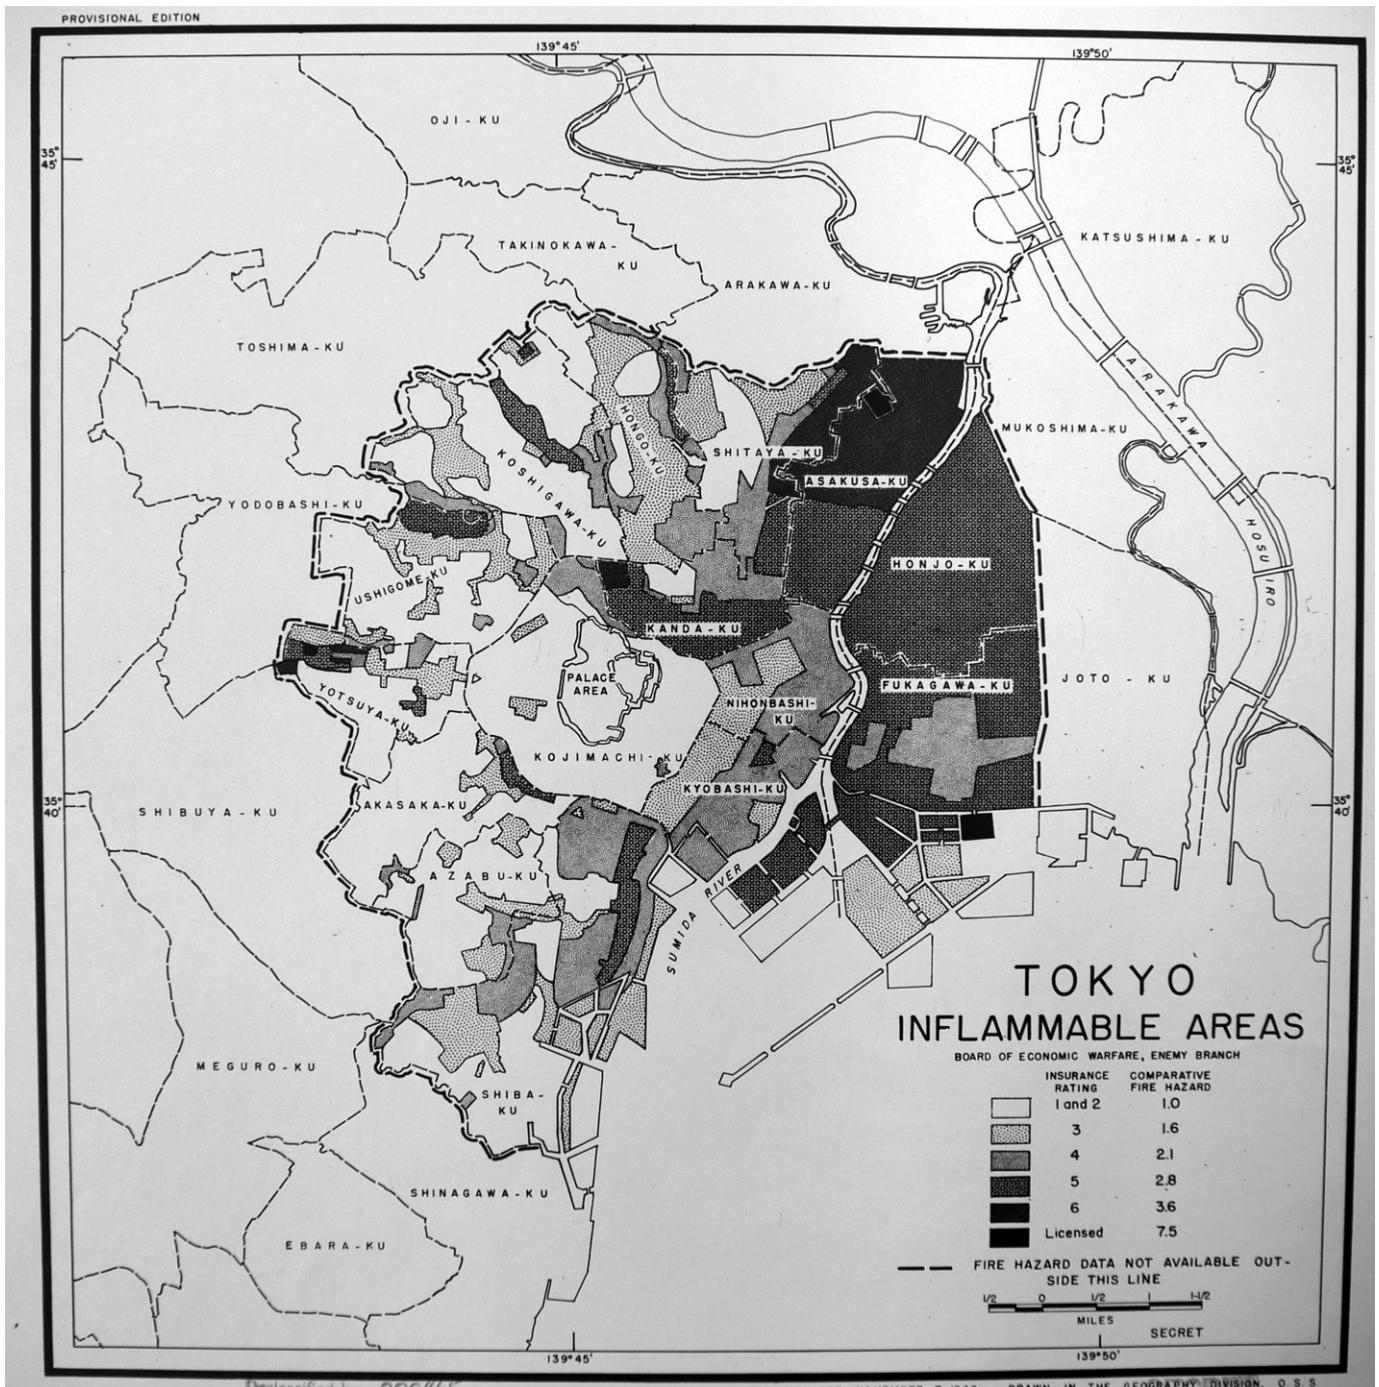 PROVISIONAL EDITION
139°45'
139°50'
35°
45'
35°
45'
OJI-KU
TAKINOKAWA-
KU
ARAKAWA-KU
KATSUSHIMA-KU
TOSHIMA-KU
ARAKAWA
HOSUIRO
MUKOSHIMA-KU
HONGO-KU
SHITAYA-KU
KOSHIGAWA-KU
ASAKUSA-KU
YODOBASHI-KU
USHIGOME-KU
HONJO-KU
KANDA-KU
PALACE
AREA
YOTSUYA-KU
NIHONBASHI-
KU
FUKAGAWA-KU
JOTO-KU
KOJIMACHI-KU
KYOBASHI-KU
35°
40'
35°
40'
SHIBUYA-KU
AKASAKA-KU
AZABU-KU
SUMIDA RIVER
MEGURO-KU
SHIBA-
KU
SHINAGAWA-KU
EBARA-KU
TOKYO
INFLAMMABLE AREAS
BOARD OF ECONOMIC WARFARE, ENEMY BRANCH
INSURANCE RATING COMPARATIVE FIRE HAZARD
1 and 2 1.0
3 1.6
4 2.1
5 2.8
6 3.6
Licensed 7.5
FIRE HAZARD DATA NOT AVAILABLE OUT-
SIDE THIS LINE
1/2 0 1/2 1 1-1/2
MILES
SECRET
139°45'
139°50'
DRAWN IN THE GEOGRAPHY DIVISION, O.S.S.